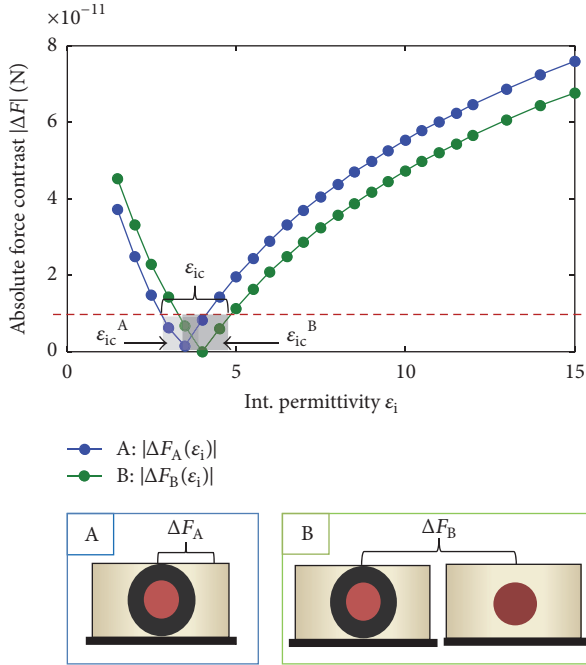 ×10⁻¹¹
Absolute force contrast |ΔF| (N)
8
6
4
2
0
ε_ic
ε_ic^A
ε_ic^B
0
5
10
15
Int. permittivity ε_i
A: |ΔF_A(ε_i)|
B: |ΔF_B(ε_i)|
A
ΔF_A
B
ΔF_B